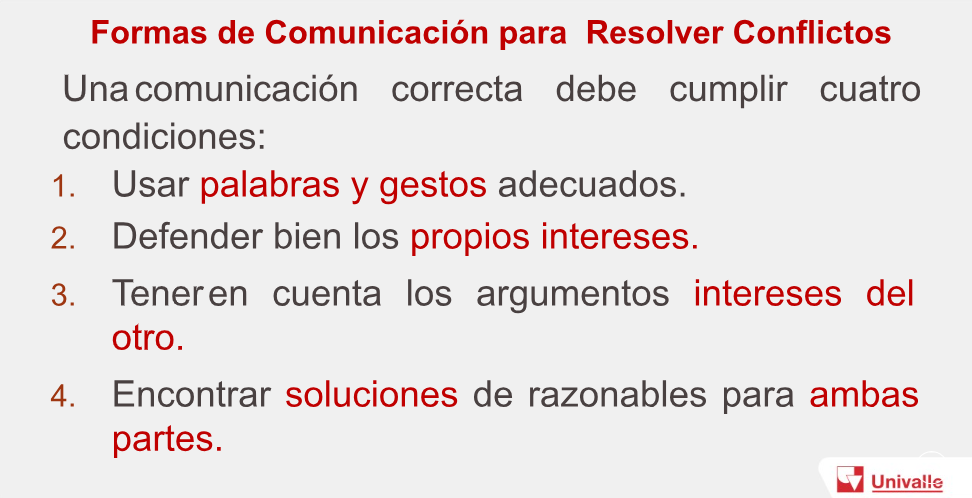 Formas de Comunicación para Resolver Conflictos
Una comunicación correcta debe cumplir cuatro
condiciones:
1. Usar palabras y gestos adecuados.
2. Defender bien los propios intereses.
3. Tener en cuenta los argumentos intereses del
otro.
4. Encontrar soluciones de razonables para ambas
partes.
Univalle